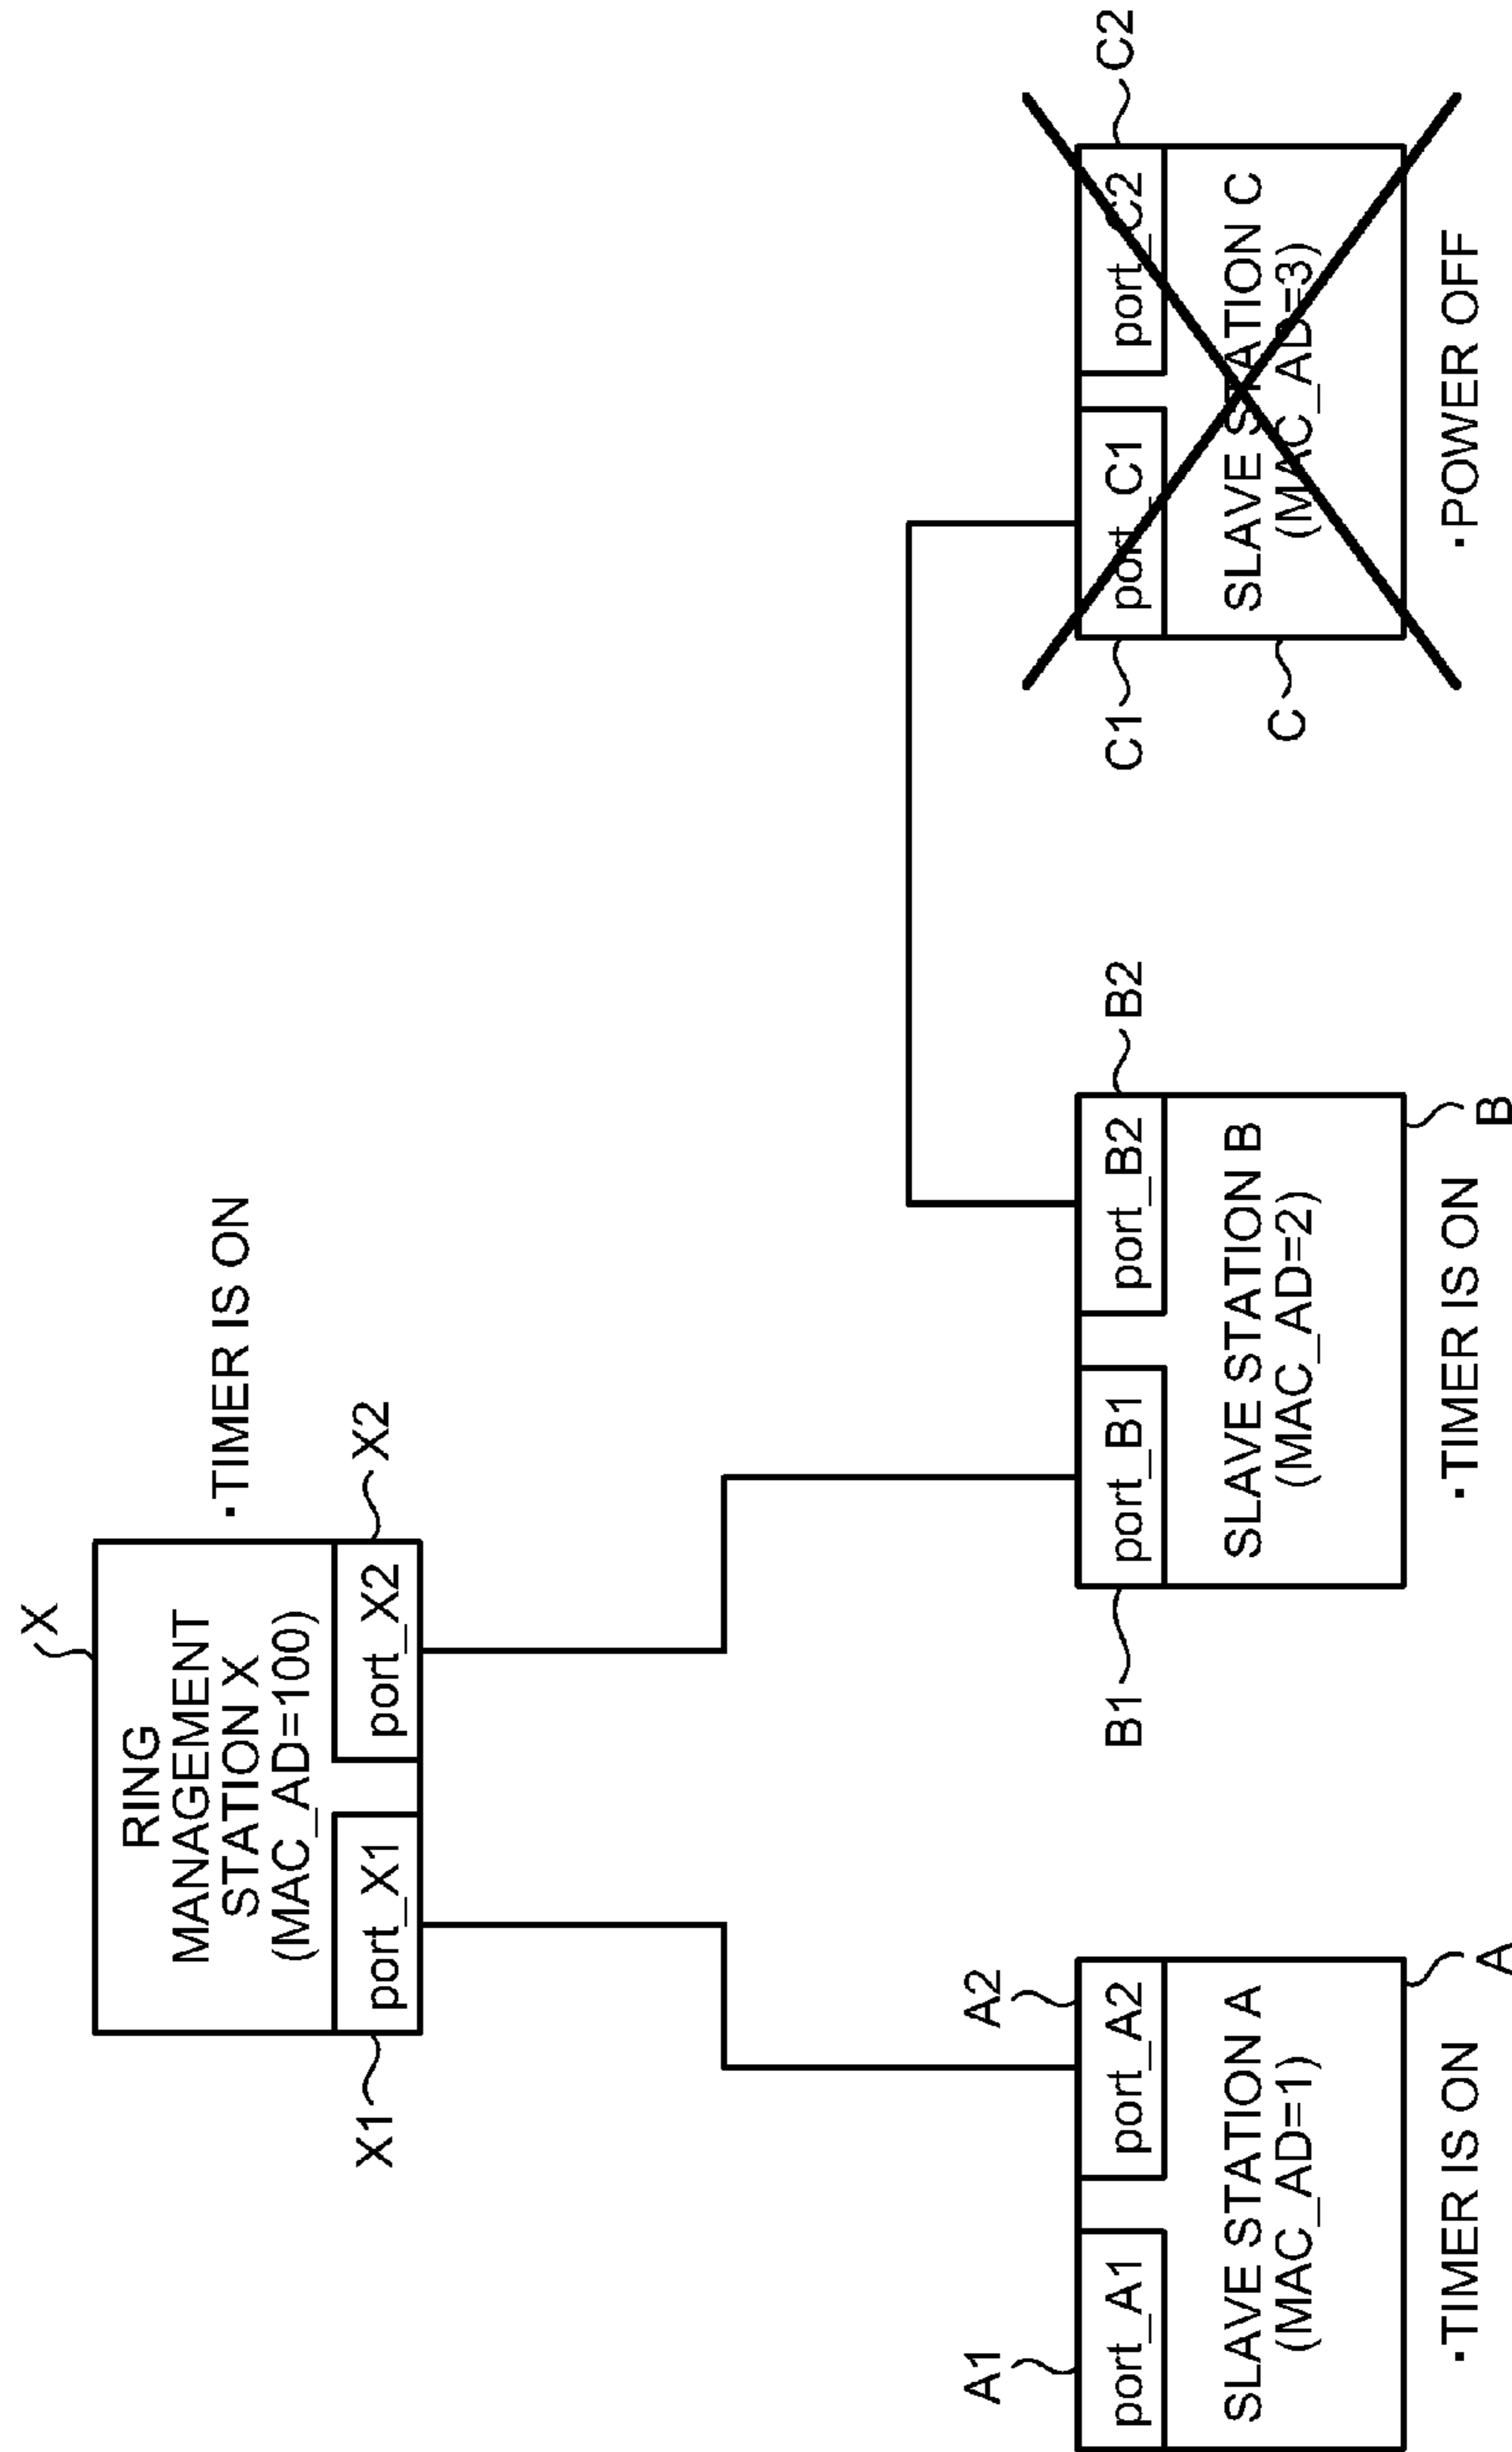 X
RING
MANAGEMENT
STATION X
(MAC_AD=100)
・TIMER IS ON
X1
port_X1
port_X2
X2
A1
A2
port_A1
port_A2
SLAVE STATION A
(MAC_AD=1)
A
・TIMER IS ON
B1
port_B1
port_B2
B2
SLAVE STATION B
(MAC_AD=2)
B
・TIMER IS ON
C1
port_C1
port_C2
C2
C
SLAVE STATION C
(MAC_AD=3)
・POWER OFF